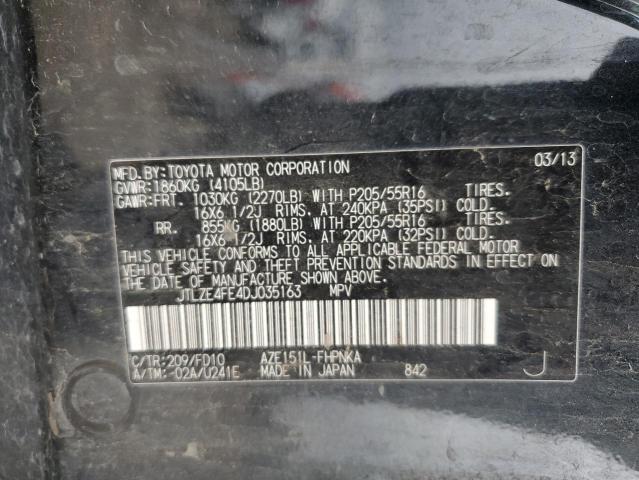 MFD.BY:TOYOTA MOTOR CORPORATION 03/13
GVWR:1860KG (4105LB)
GAWR:FRT. 1030KG (2270LB) WITH P205/55R16 TIRES.
16X6 1/2J RIMS. AT 240KPA (35PSI) COLD.
RR. 855KG (1880LB) WITH P205/55R16 TIRES.
16X6 1/2J RIMS. AT 220KPA (32PSI) COLD.
THIS VEHICLE CONFORMS TO ALL APPLICABLE FEDERAL MOTOR
VEHICLE SAFETY AND THEFT PREVENTION STANDARDS IN EFFECT ON
THE DATE OF MANUFACTURE SHOWN ABOVE.
JTLZE4FE4DJ035163 MPV
C/TR:209/FD10 AZE151L-FHPNKA
A/TM:-02A/U241E MADE IN JAPAN 842 J